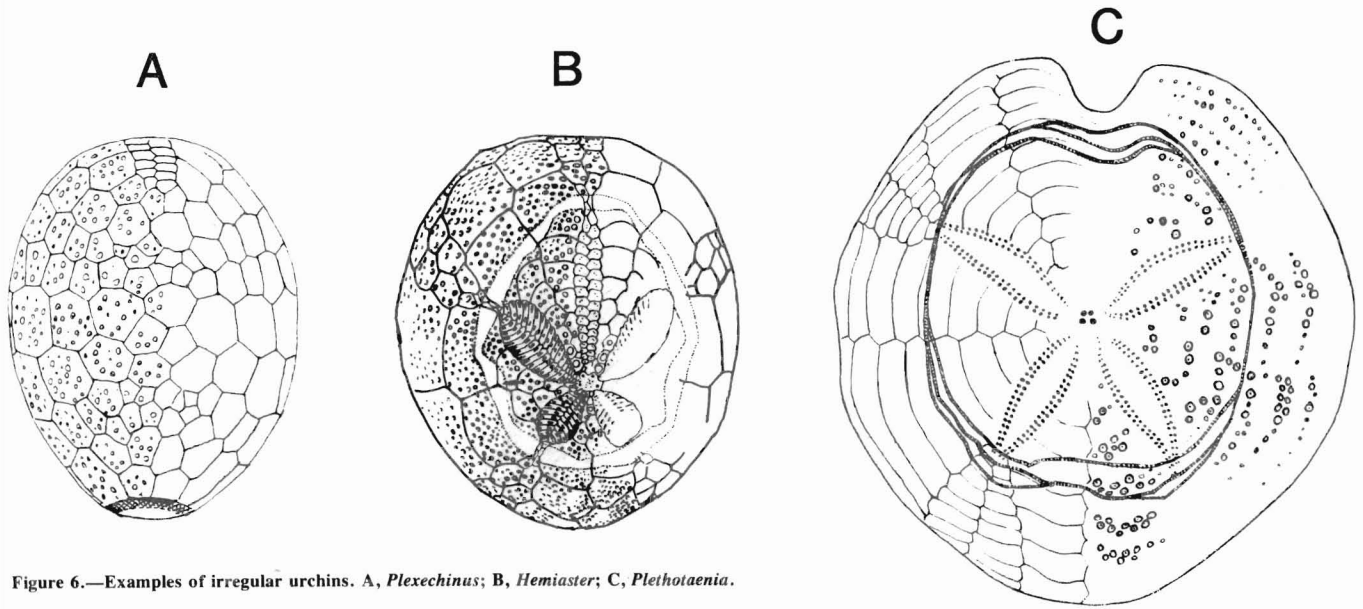 A
B
C
Figure 6.—Examples of irregular urchins. A, Plexechinus; B, Hemiaster; C, Plethotaenia.